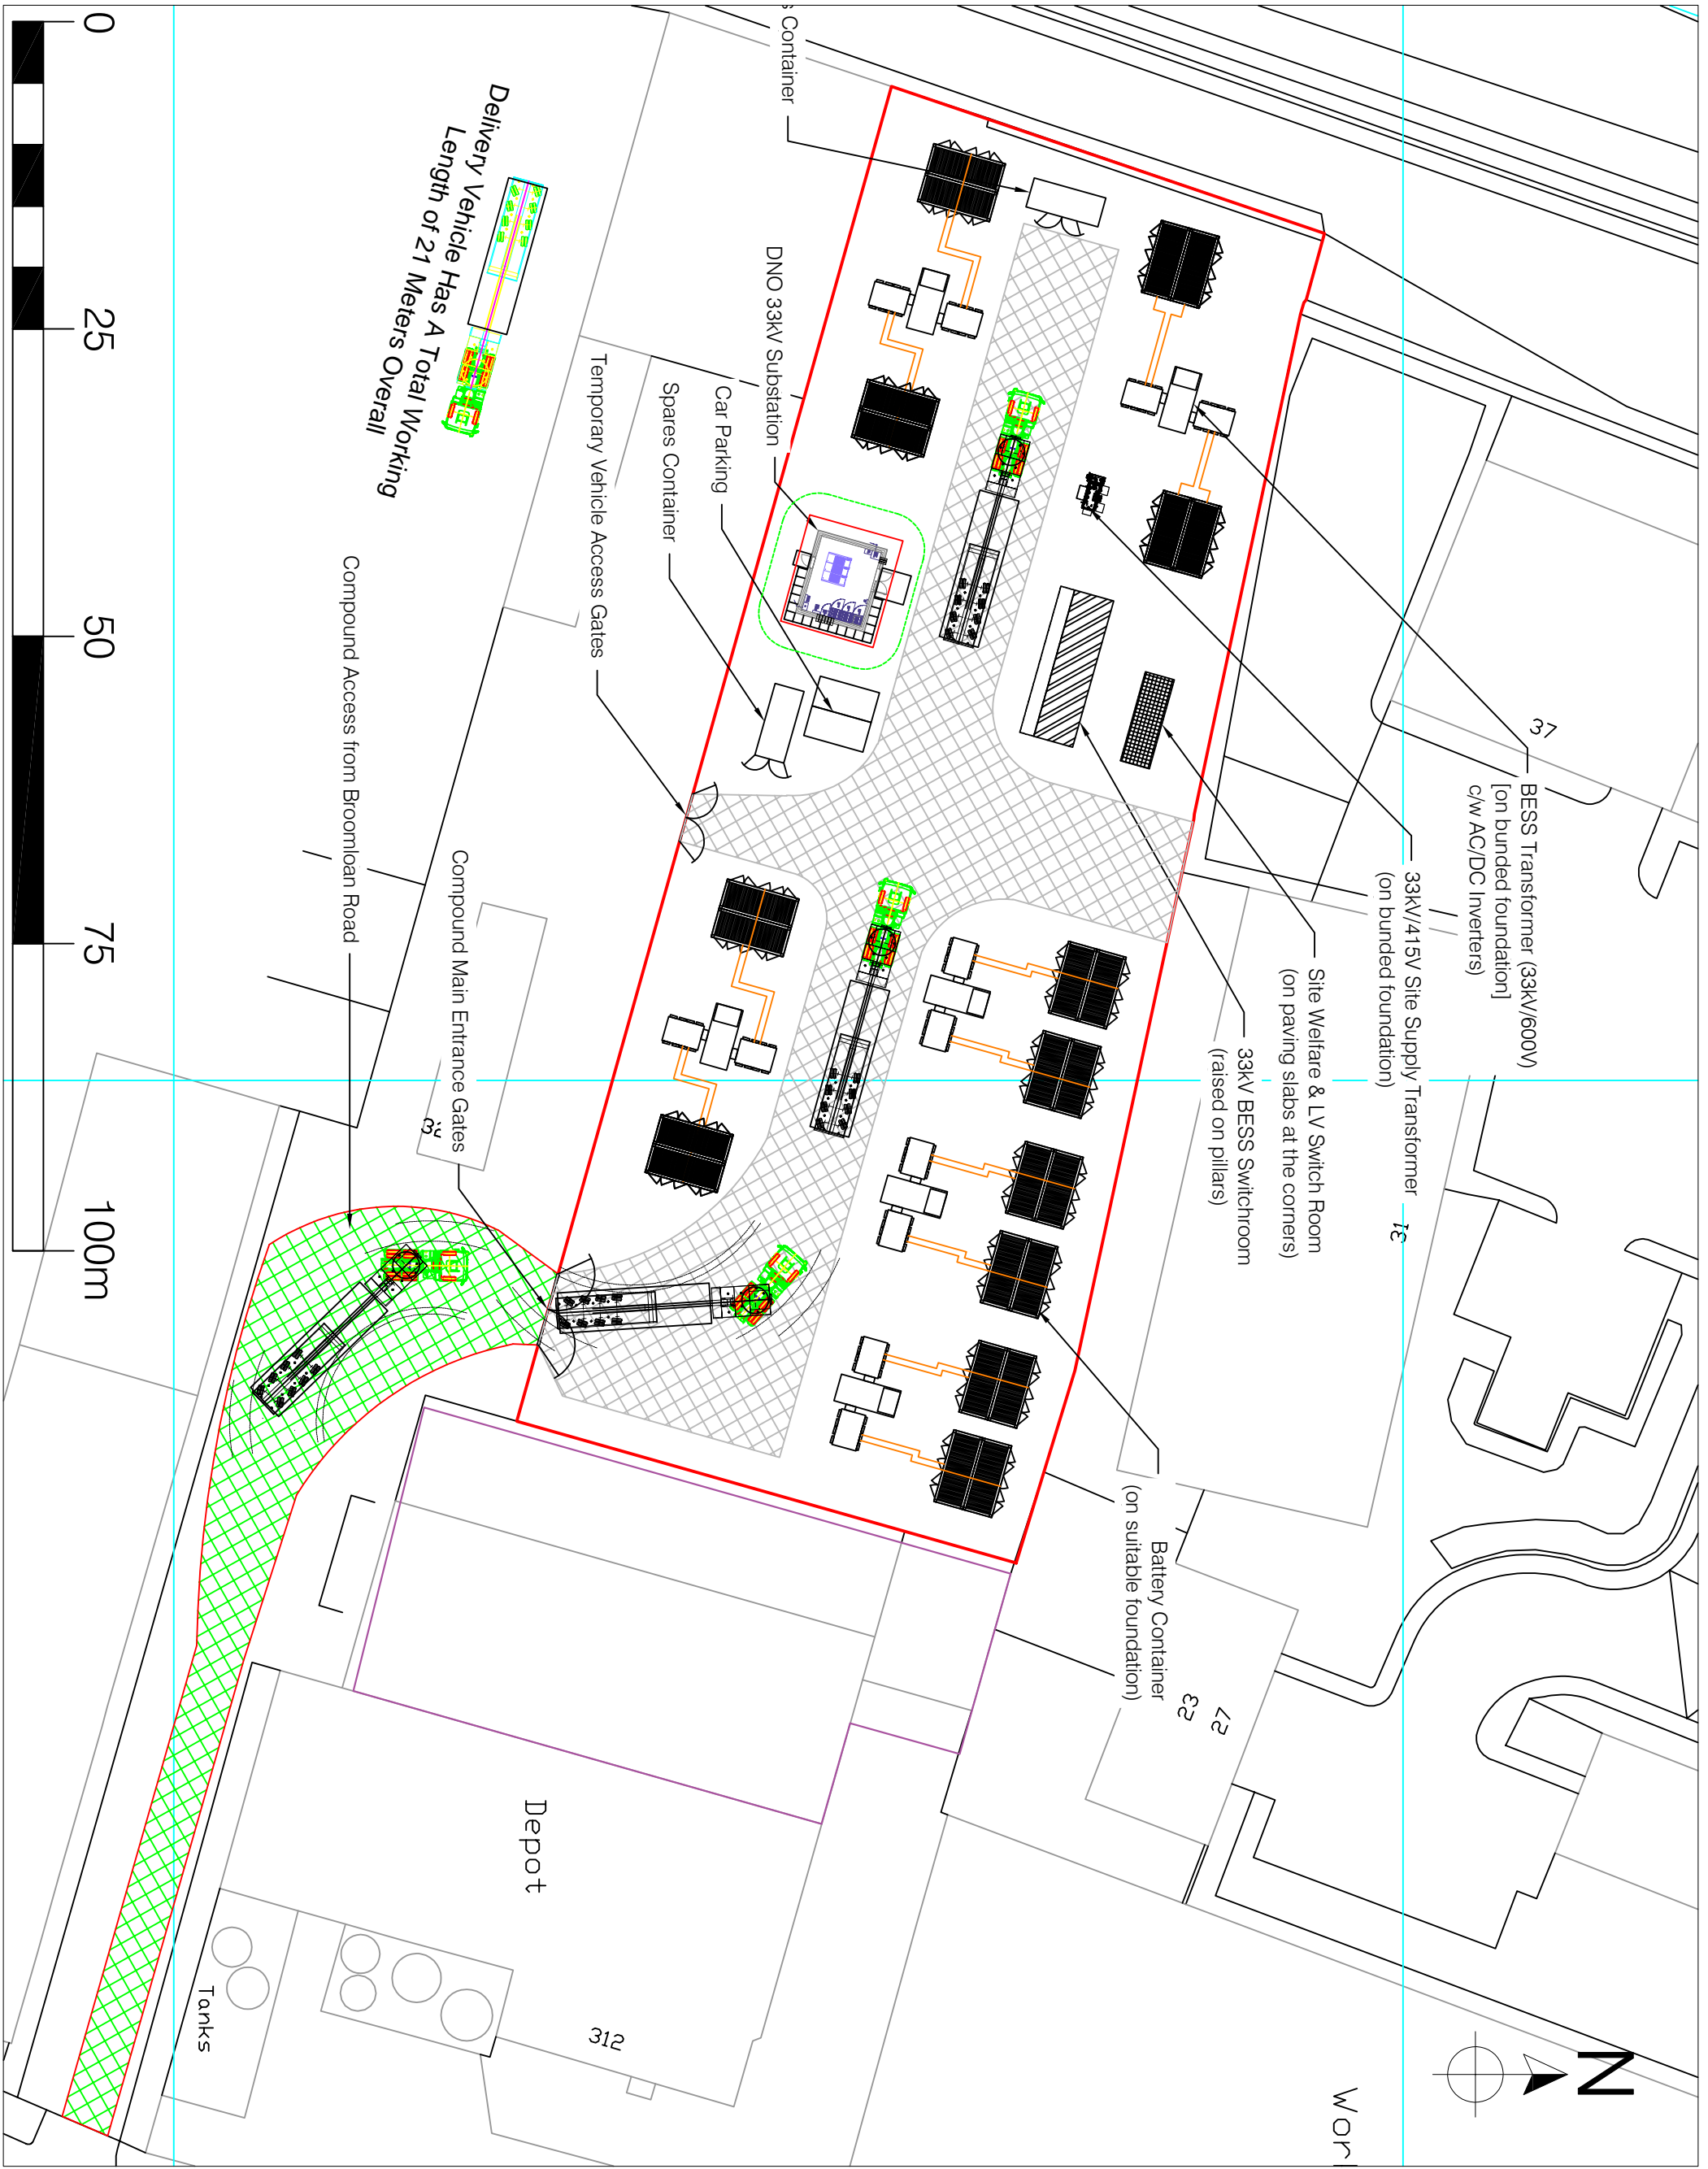 N
Worl
BESS Transformer (33kV/600V)
[on bunded foundation]
c/w AC/DC Inverters)
33kV/415V Site Supply Transformer
(on bunded foundation)
Site Welfare & LV Switch Room
(on paving slabs at the corners)
33kV BESS Switchroom
(raised on pillars)
Battery Container
(on suitable foundation)
37
31
27
23
s Container
DNO 33kV Substation
Car Parking
Spares Container
Temporary Vehicle Access Gates
Compound Main Entrance Gates
Compound Access from Broomloan Road
Delivery Vehicle Has A Total Working
Length of 21 Meters Overall
Depot
312
Tanks
0 25 50 75 100m